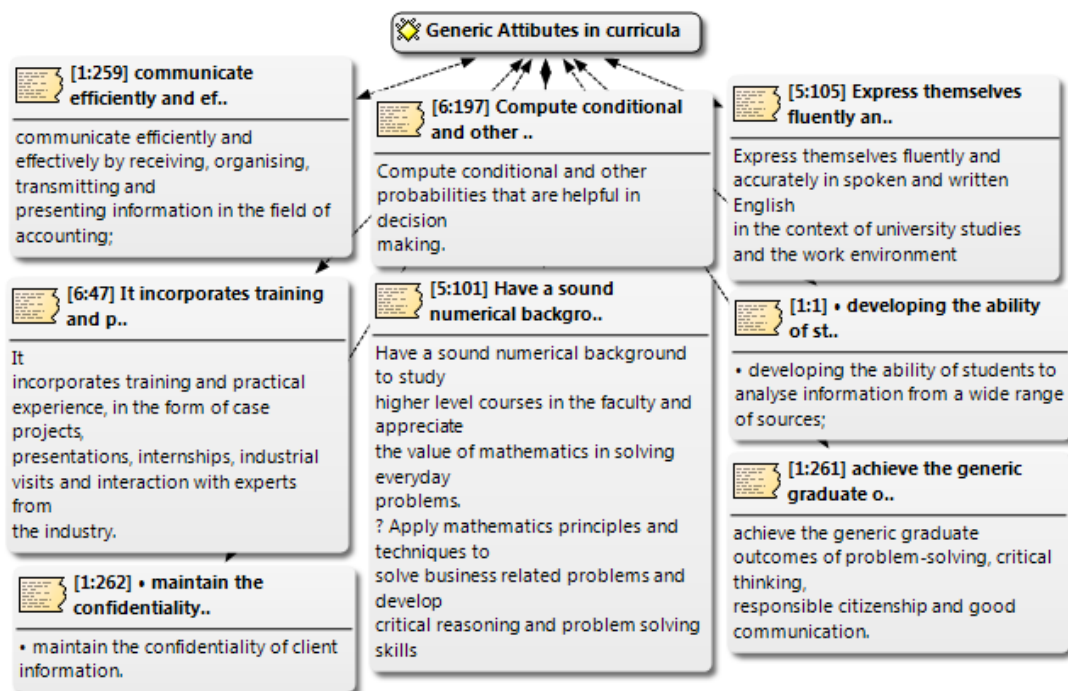 Generic Attibutes in curricula
[1:259] communicate
efficiently and ef..
communicate efficiently and
effectively by receiving, organising,
transmitting and
presenting information in the field of
accounting;
[6:197] Compute conditional
and other ..
Compute conditional and other
probabilities that are helpful in
decision
making.
[5:105] Express themselves
fluently an..
Express themselves fluently and
accurately in spoken and written
English
in the context of university studies
and the work environment
[6:47] It incorporates training
and p..
It
incorporates training and practical
experience, in the form of case
projects,
presentations, internships, industrial
visits and interaction with experts
from
the industry.
[5:101] Have a sound
numerical backgro..
Have a sound numerical background
to study
higher level courses in the faculty and
appreciate
the value of mathematics in solving
everyday
problems.
? Apply mathematics principles and
techniques to
solve business related problems and
develop
critical reasoning and problem solving
skills
[1:1] • developing the ability
of st..
• developing the ability of students to
analyse information from a wide range
of sources;
[1:261] achieve the generic
graduate o..
achieve the generic graduate
outcomes of problem-solving, critical
thinking,
responsible citizenship and good
communication.
[1:262] • maintain the
confidentiality..
• maintain the confidentiality of client
information.